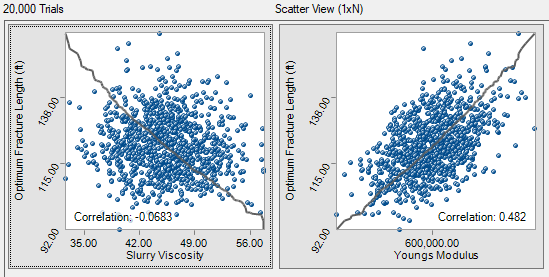 20,000 Trials
Scatter View (1xN)
Optimum Fracture Length (ft)
138.00
115.00
92.00
Correlation: -0.0683
35.00 42.00 49.00 56.00
Slurry Viscosity
Optimum Fracture Length (ft)
138.00
115.00
92.00
Correlation: 0.482
600,000.00
Youngs Modulus